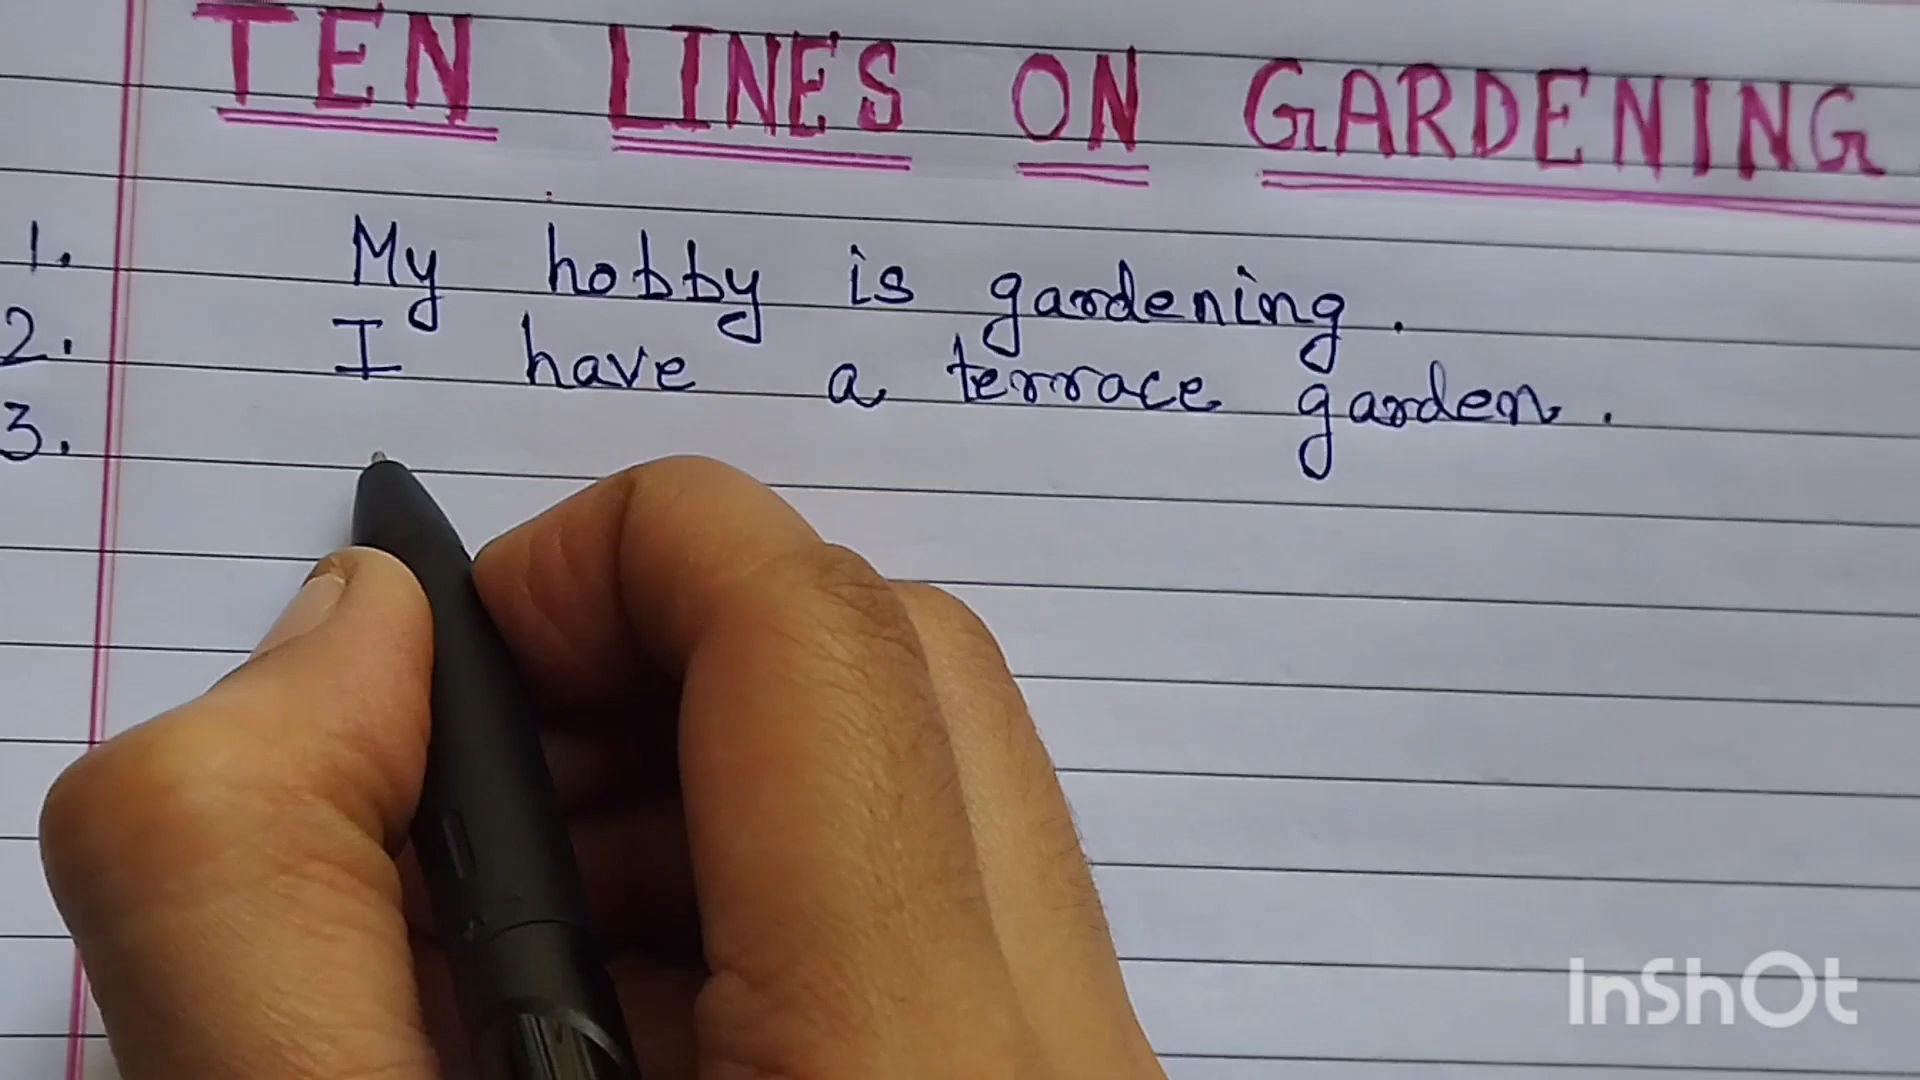 TEN LINES ON GARDENING
1. My hobby is gardening.
2. I have a terrace garden.
3.
InShOt